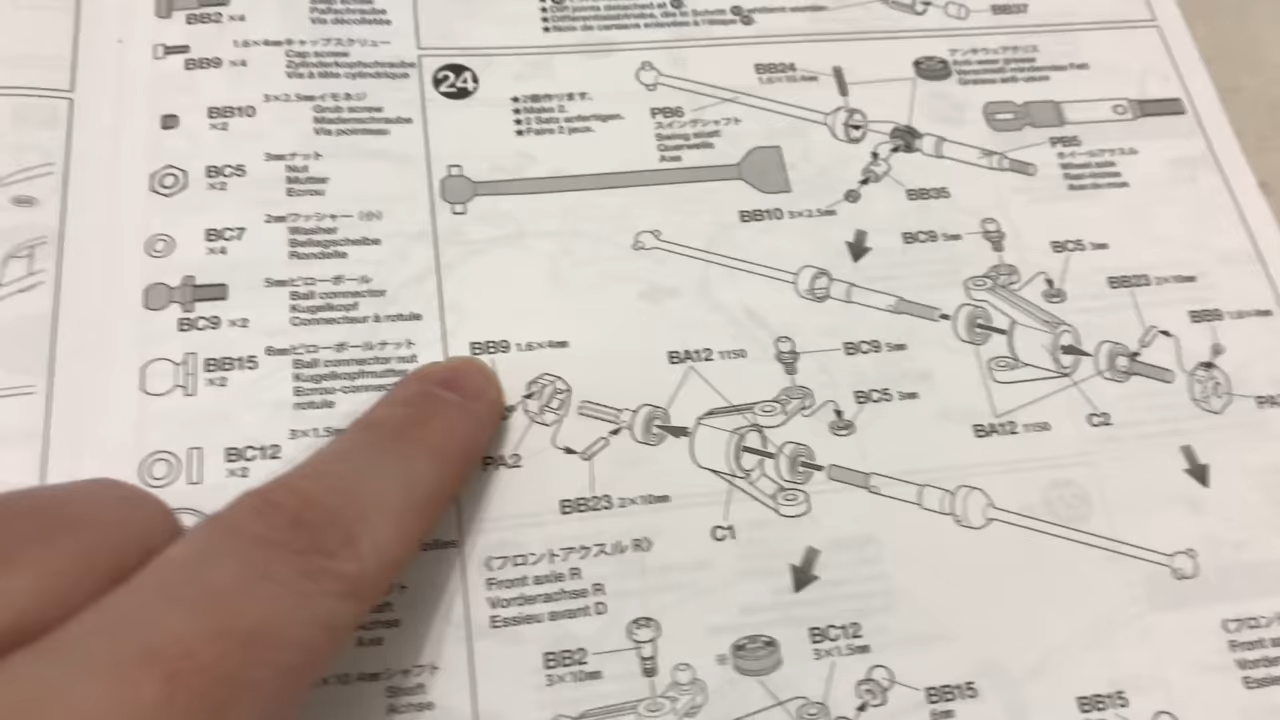 BB2 ×4
BB9 ×4
1.6×4mmキャップスクリュー
Cap screw
Zylinderkopfschraube
Vis à tête cylindrique
BB10
×2
3×2.5mmイモネジ
Grub screw
Madenschraube
Vis pointeau
BC5
×2
3mmナット
Nut
Mutter
Ecrou
BC7
×4
2mmワッシャー（小）
Washer
Beilagscheibe
Rondelle
BC9 ×2
5mmピローボール
Ball connector
Kugelkopf
Connecteur à rotule
BB15
×2
6mmピローボールナット
Ball connector nut
rotule
BC12
×2
3×1.5m
BB37
24
★2個作ります。
★Make 2.
★2 Satz anfertigen.
★Faire 2 jeux.
PB6
スイングシャフト
Swing shaft
Querwelle
Axe
BB24
1.6×10.4mm
アンチウェアグリス
Anti-wear grease
PB5
ホイールアクスル
Wheel axle
BB35
BB10 3×2.5mm
BC9 5mm
BC5 3mm
BB23 2×10mm
BB9 1.6×4mm
BA12 1150
C2
BB9 1.6×4mm
PA2
BB23 2×10mm
BA12 1150
BC9 5mm
BC5 3mm
C1
《フロントアクスル R》
Front axle R
Vorderachse R
Essieu avant D
BB2
3×10mm
BC12
3×1.5mm
BB15
6mm
BB15